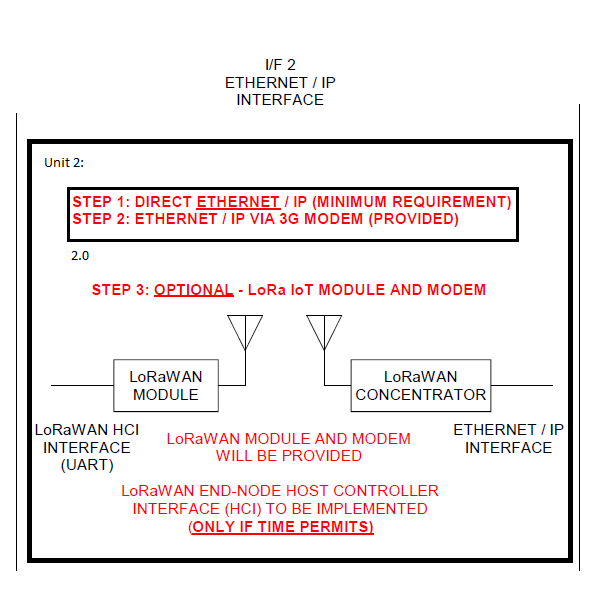 I/F 2
ETHERNET / IP
INTERFACE
Unit 2:
STEP 1: DIRECT ETHERNET / IP (MINIMUM REQUIREMENT)
STEP 2: ETHERNET / IP VIA 3G MODEM (PROVIDED)
2.0
STEP 3: OPTIONAL - LoRa IoT MODULE AND MODEM
LoRaWAN
MODULE
LoRaWAN
CONCENTRATOR
LoRaWAN HCI
INTERFACE
(UART)
LoRaWAN MODULE AND MODEM
WILL BE PROVIDED
ETHERNET / IP
INTERFACE
LoRaWAN END-NODE HOST CONTROLLER
INTERFACE (HCI) TO BE IMPLEMENTED
(ONLY IF TIME PERMITS)